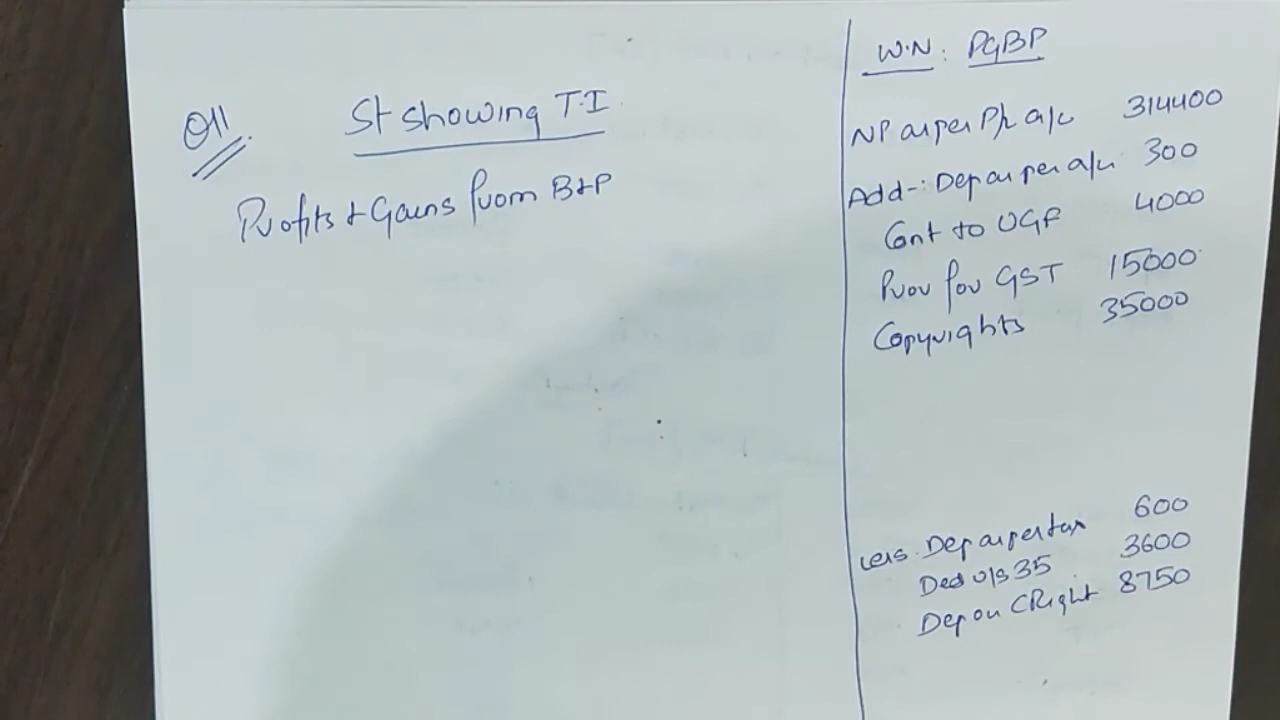 Q11
St showing T.I
Profits & Gains from B&P
W.N: PGBP
NP as per P/L a/c 314400
Add-: Dep as per a/c 300
Cont to UGF 4000
Prov for GST 15000
Copyrights 35000
Less. Dep as per tax 600
Ded u/s 35 3600
Dep on CRight 8750